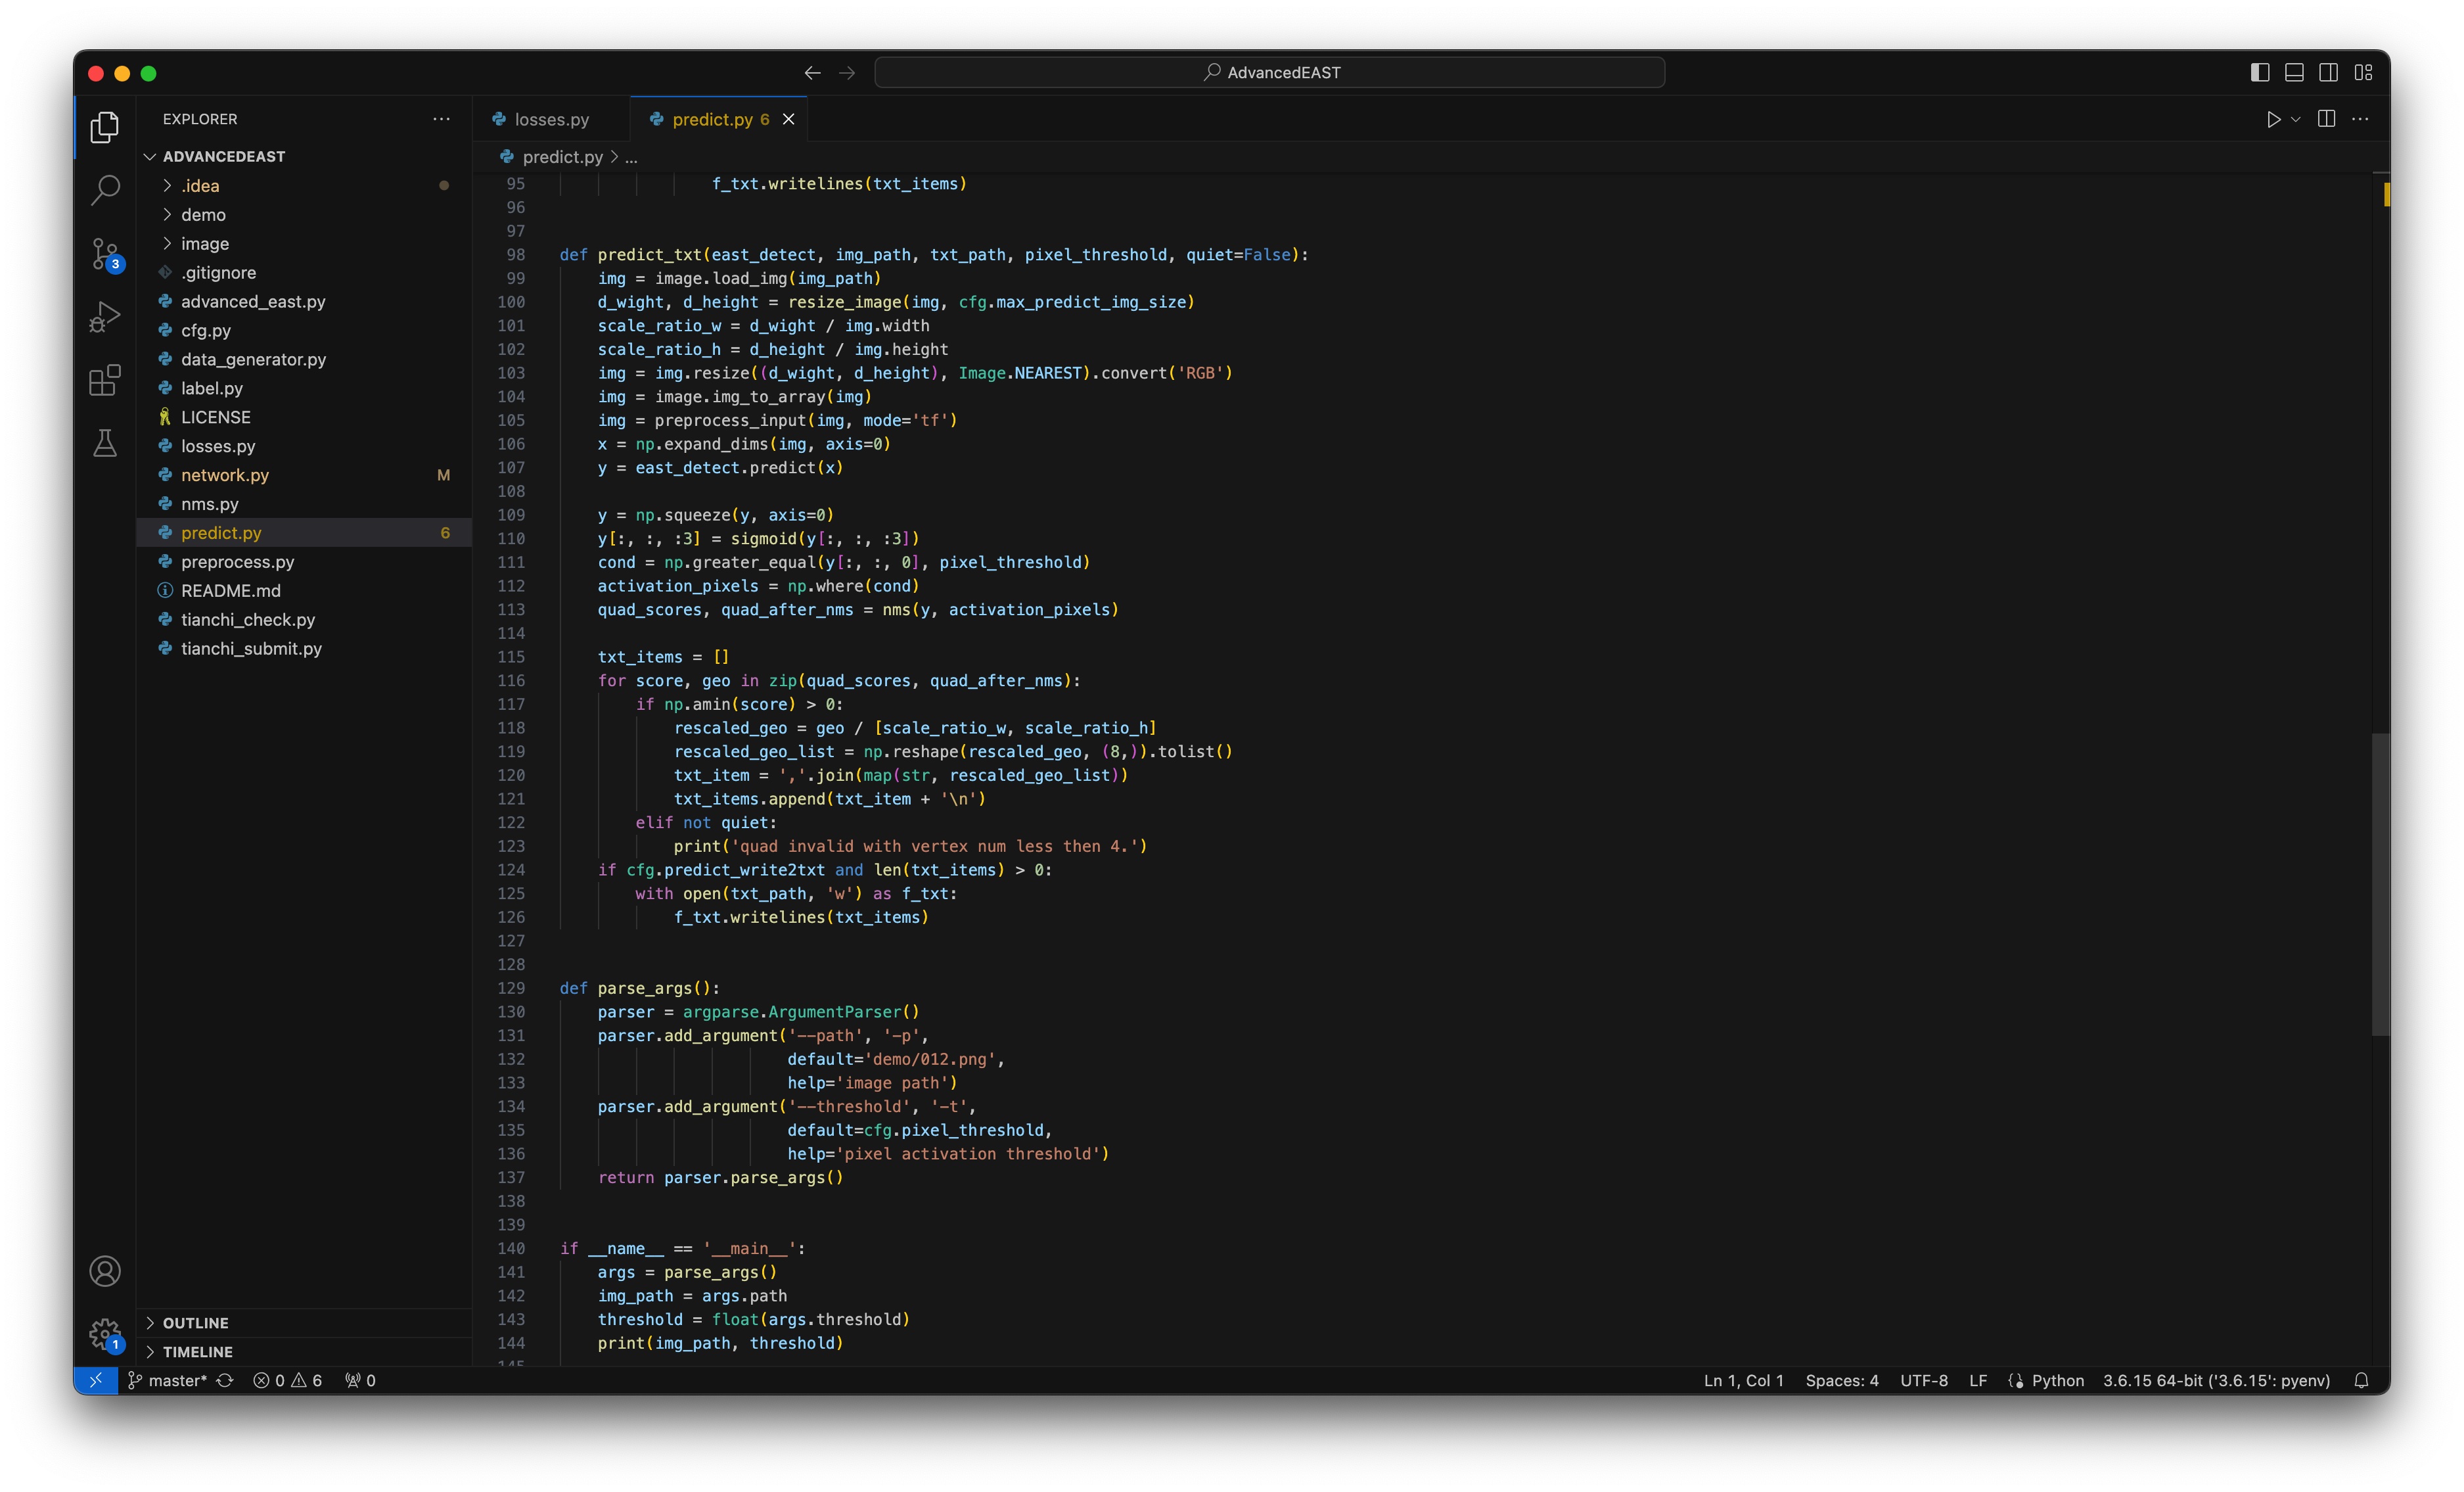 AdvancedEAST
EXPLORER
ADVANCEDEAST
.idea
demo
image
.gitignore
advanced_east.py
cfg.py
data_generator.py
label.py
LICENSE
losses.py
network.py M
nms.py
predict.py 6
preprocess.py
README.md
tianchi_check.py
tianchi_submit.py
OUTLINE
TIMELINE
3
1
losses.py
predict.py 6
predict.py > ...
95 f_txt.writelines(txt_items)
96
97
98 def predict_txt(east_detect, img_path, txt_path, pixel_threshold, quiet=False):
99 img = image.load_img(img_path)
100 d_wight, d_height = resize_image(img, cfg.max_predict_img_size)
101 scale_ratio_w = d_wight / img.width
102 scale_ratio_h = d_height / img.height
103 img = img.resize((d_wight, d_height), Image.NEAREST).convert('RGB')
104 img = image.img_to_array(img)
105 img = preprocess_input(img, mode='tf')
106 x = np.expand_dims(img, axis=0)
107 y = east_detect.predict(x)
108
109 y = np.squeeze(y, axis=0)
110 y[:, :, :3] = sigmoid(y[:, :, :3])
111 cond = np.greater_equal(y[:, :, 0], pixel_threshold)
112 activation_pixels = np.where(cond)
113 quad_scores, quad_after_nms = nms(y, activation_pixels)
114
115 txt_items = []
116 for score, geo in zip(quad_scores, quad_after_nms):
117 if np.amin(score) > 0:
118 rescaled_geo = geo / [scale_ratio_w, scale_ratio_h]
119 rescaled_geo_list = np.reshape(rescaled_geo, (8,)).tolist()
120 txt_item = ','.join(map(str, rescaled_geo_list))
121 txt_items.append(txt_item + '\n')
122 elif not quiet:
123 print('quad invalid with vertex num less then 4.')
124 if cfg.predict_write2txt and len(txt_items) > 0:
125 with open(txt_path, 'w') as f_txt:
126 f_txt.writelines(txt_items)
127
128
129 def parse_args():
130 parser = argparse.ArgumentParser()
131 parser.add_argument('--path', '-p',
132 default='demo/012.png',
133 help='image path')
134 parser.add_argument('--threshold', '-t',
135 default=cfg.pixel_threshold,
136 help='pixel activation threshold')
137 return parser.parse_args()
138
139
140 if __name__ == '__main__':
141 args = parse_args()
142 img_path = args.path
143 threshold = float(args.threshold)
144 print(img_path, threshold)
145
master* 0 6 0 Ln 1, Col 1 Spaces: 4 UTF-8 LF Python 3.6.15 64-bit ('3.6.15': pyenv)